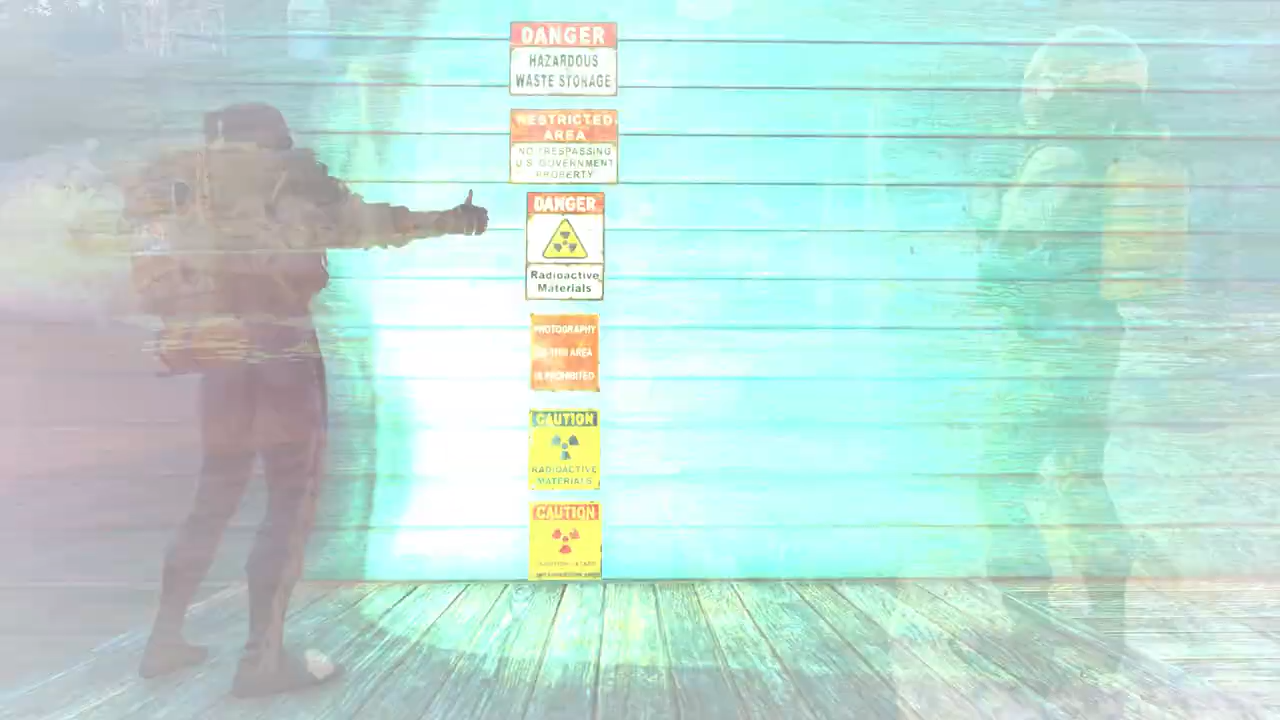 DANGER
HAZARDOUS
WASTE STORAGE
RESTRICTED
AREA
NO TRESPASSING
U.S. GOVERNMENT
PROPERTY
DANGER
Radioactive
Materials
PHOTOGRAPHY
IN THIS AREA
IS PROHIBITED
CAUTION
RADIOACTIVE
MATERIALS
CAUTION